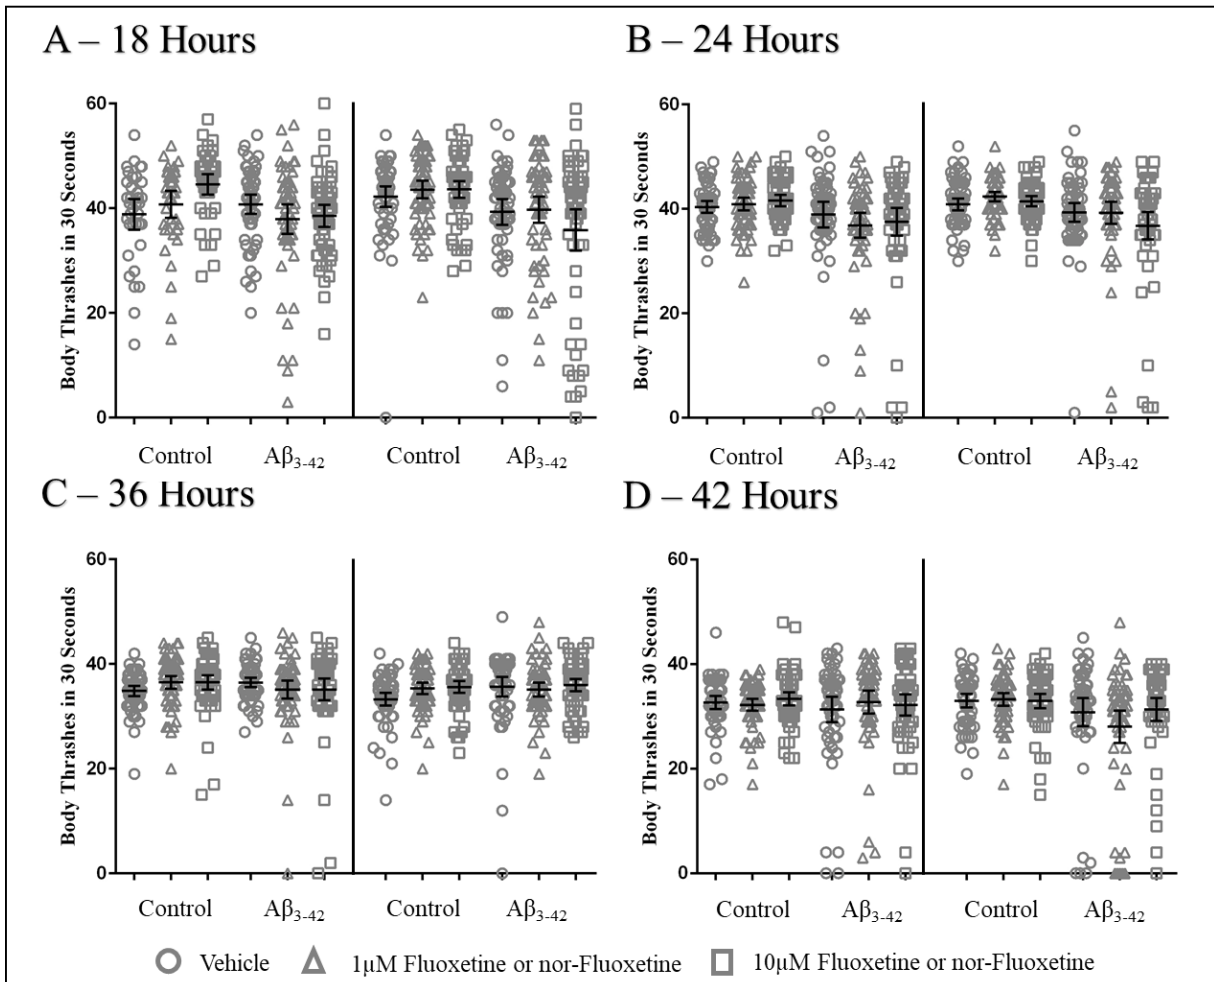 A – 18 Hours
Body Thrashes in 30 Seconds
60
40
20
0
Control Aβ3-42 Control Aβ3-42
B – 24 Hours
Body Thrashes in 30 Seconds
60
40
20
0
Control Aβ3-42 Control Aβ3-42
C – 36 Hours
Body Thrashes in 30 Seconds
60
40
20
0
Control Aβ3-42 Control Aβ3-42
D – 42 Hours
Body Thrashes in 30 Seconds
60
40
20
0
Control Aβ3-42 Control Aβ3-42
Vehicle 1µM Fluoxetine or nor-Fluoxetine 10µM Fluoxetine or nor-Fluoxetine